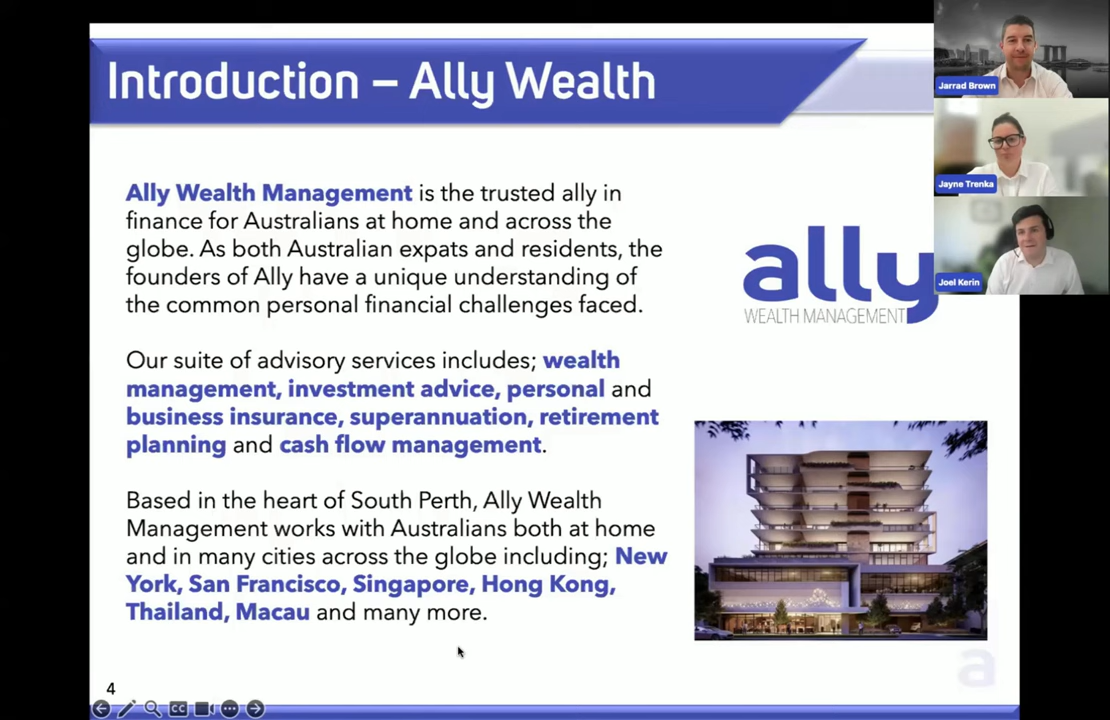 Introduction – Ally Wealth
Jarrad Brown
Jayne Trenka
Joel Kerin
Ally Wealth Management is the trusted ally in
finance for Australians at home and across the
globe. As both Australian expats and residents, the
founders of Ally have a unique understanding of
the common personal financial challenges faced.
Our suite of advisory services includes; wealth
management, investment advice, personal and
business insurance, superannuation, retirement
planning and cash flow management.
Based in the heart of South Perth, Ally Wealth
Management works with Australians both at home
and in many cities across the globe including; New
York, San Francisco, Singapore, Hong Kong,
Thailand, Macau and many more.
ally
WEALTH MANAGEMENT
a
4
CC